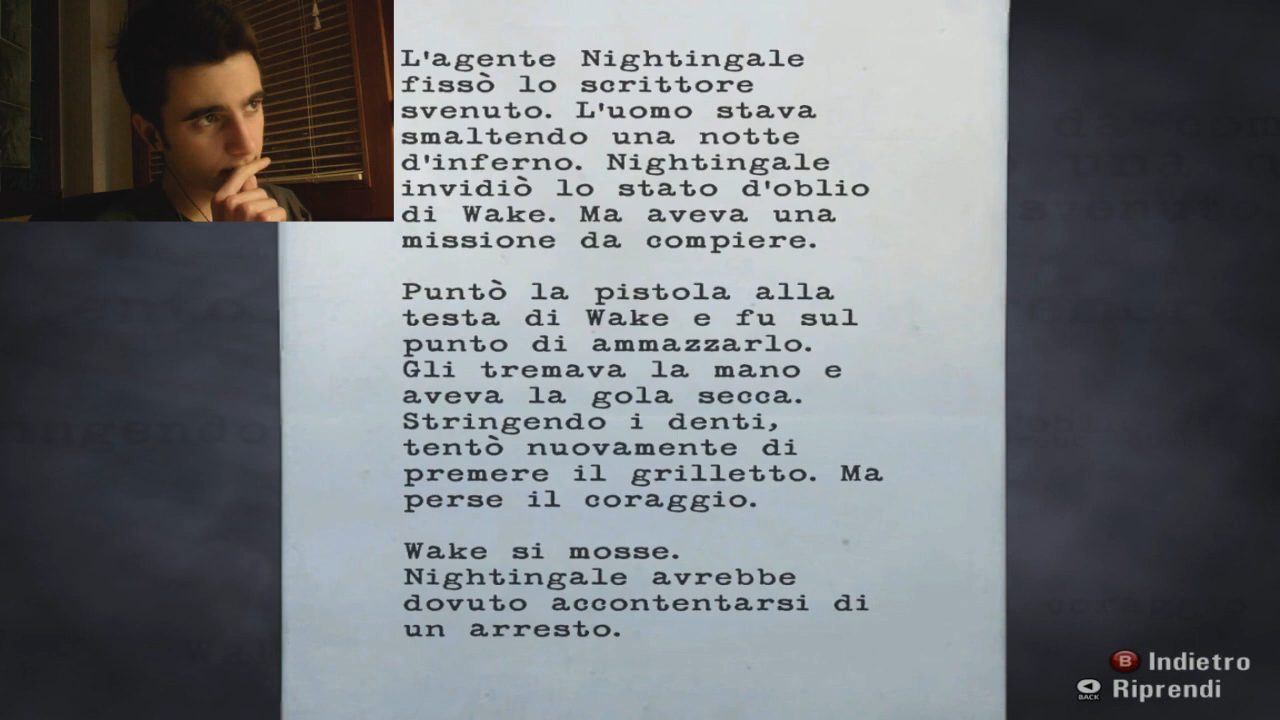 L'agente Nightingale
fissò lo scrittore
svenuto. L'uomo stava
smaltendo una notte
d'inferno. Nightingale
invidiò lo stato d'oblio
di Wake. Ma aveva una
missione da compiere.
Puntò la pistola alla
testa di Wake e fu sul
punto di ammazzarlo.
Gli tremava la mano e
aveva la gola secca.
Stringendo i denti,
tentò nuovamente di
premere il grilletto. Ma
perse il coraggio.
Wake si mosse.
Nightingale avrebbe
dovuto accontentarsi di
un arresto.
B Indietro
BACK Riprendi